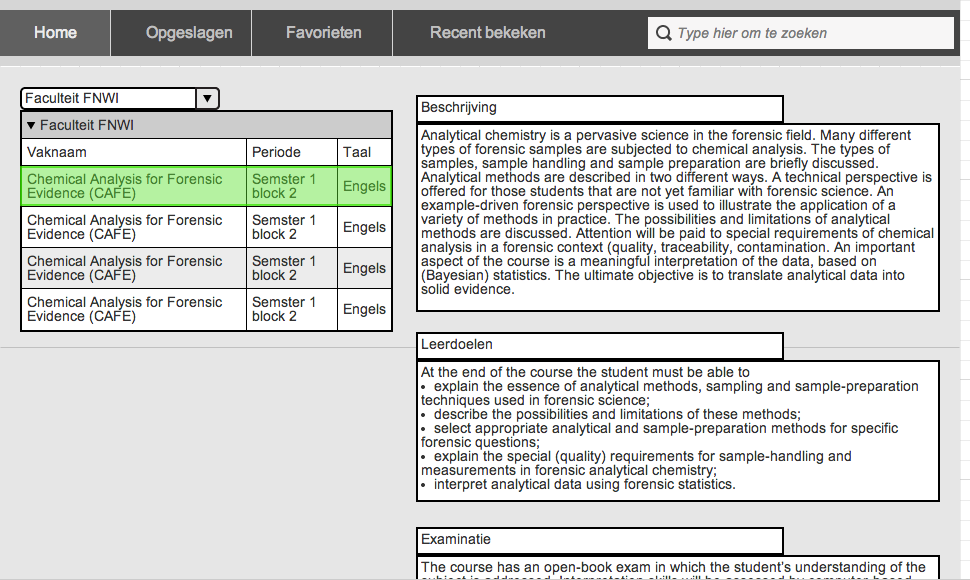 Home Opgeslagen Favorieten Recent bekeken Type hier om te zoeken
Faculteit FNWI
Faculteit FNWI
Vaknaam Periode Taal
Chemical Analysis for Forensic Semster 1
Evidence (CAFE) block 2 Engels
Chemical Analysis for Forensic Semster 1
Evidence (CAFE) block 2 Engels
Chemical Analysis for Forensic Semster 1
Evidence (CAFE) block 2 Engels
Chemical Analysis for Forensic Semster 1
Evidence (CAFE) block 2 Engels
Beschrijving
Analytical chemistry is a pervasive science in the forensic field. Many different
types of forensic samples are subjected to chemical analysis. The types of
samples, sample handling and sample preparation are briefly discussed.
Analytical methods are described in two different ways. A technical perspective is
offered for those students that are not yet familiar with forensic science. An
example-driven forensic perspective is used to illustrate the application of a
variety of methods in practice. The possibilities and limitations of analytical
methods are discussed. Attention will be paid to special requirements of chemical
analysis in a forensic context (quality, traceability, contamination. An important
aspect of the course is a meaningful interpretation of the data, based on
(Bayesian) statistics. The ultimate objective is to translate analytical data into
solid evidence.
Leerdoelen
At the end of the course the student must be able to
• explain the essence of analytical methods, sampling and sample-preparation
techniques used in forensic science;
• describe the possibilities and limitations of these methods;
• select appropriate analytical and sample-preparation methods for specific
forensic questions;
• explain the special (quality) requirements for sample-handling and
measurements in forensic analytical chemistry;
• interpret analytical data using forensic statistics.
Examinatie
The course has an open-book exam in which the student's understanding of the
subject is addressed. Interpretation skills will be assessed by computer-based